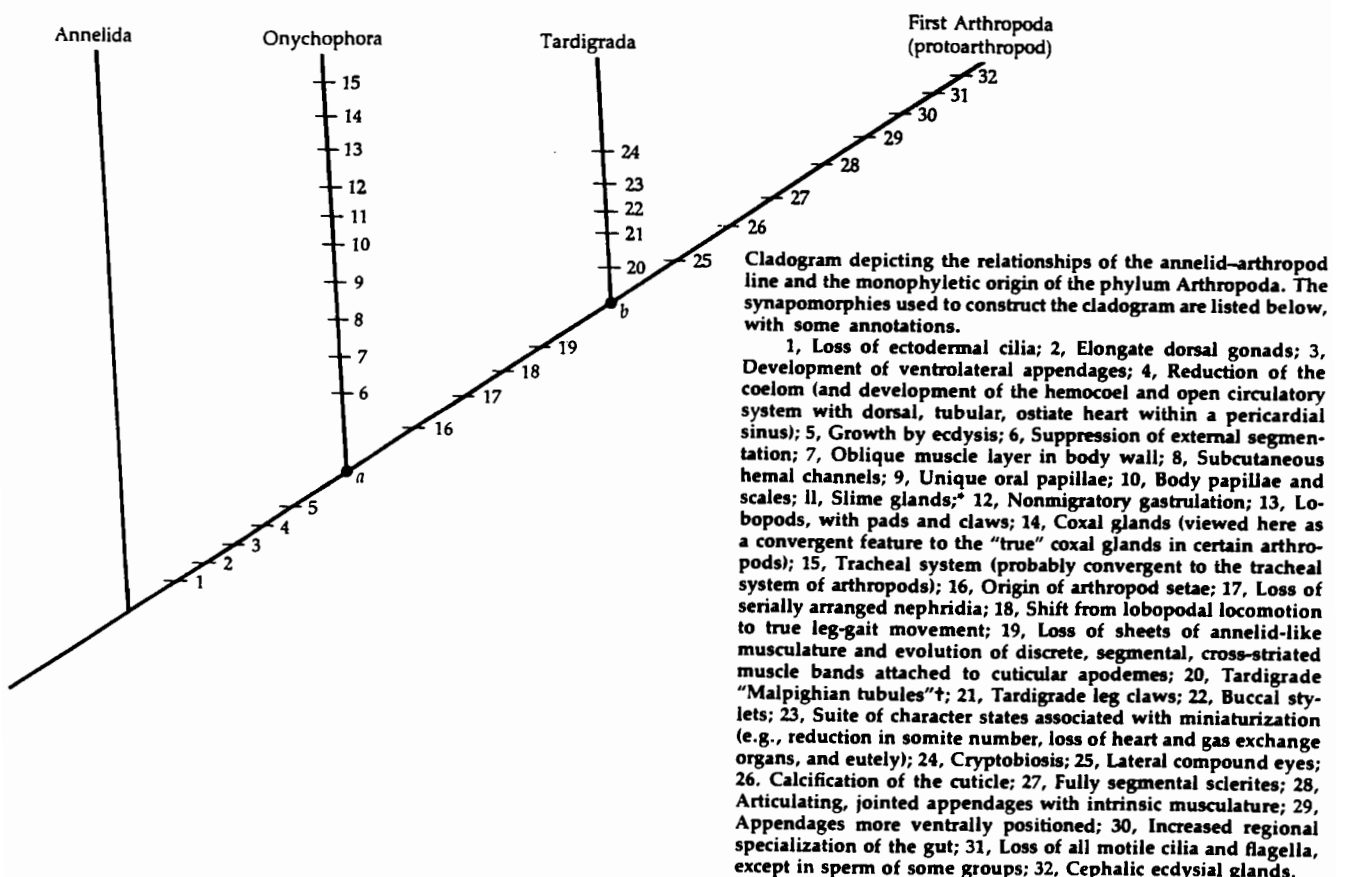 Annelida
Onychophora
Tardigrada
First Arthropoda
(protoarthropod)
15
14
13
12
11
10
9
8
7
6
a
5
4
3
2
1
16
17
18
19
b
20
21
22
23
24
25
26
27
28
29
30
31
32
Cladogram depicting the relationships of the annelid–arthropod
line and the monophyletic origin of the phylum Arthropoda. The
synapomorphies used to construct the cladogram are listed below,
with some annotations.
1, Loss of ectodermal cilia; 2, Elongate dorsal gonads; 3,
Development of ventrolateral appendages; 4, Reduction of the
coelom (and development of the hemocoel and open circulatory
system with dorsal, tubular, ostiate heart within a pericardial
sinus); 5, Growth by ecdysis; 6, Suppression of external segmen-
tation; 7, Oblique muscle layer in body wall; 8, Subcutaneous
hemal channels; 9, Unique oral papillae; 10, Body papillae and
scales; 11, Slime glands;* 12, Nonmigratory gastrulation; 13, Lo-
bopods, with pads and claws; 14, Coxal glands (viewed here as
a convergent feature to the "true" coxal glands in certain arthro-
pods); 15, Tracheal system (probably convergent to the tracheal
system of arthropods); 16, Origin of arthropod setae; 17, Loss of
serially arranged nephridia; 18, Shift from lobopodal locomotion
to true leg-gait movement; 19, Loss of sheets of annelid-like
musculature and evolution of discrete, segmental, cross-striated
muscle bands attached to cuticular apodemes; 20, Tardigrade
"Malpighian tubules"†; 21, Tardigrade leg claws; 22, Buccal sty-
lets; 23, Suite of character states associated with miniaturization
(e.g., reduction in somite number, loss of heart and gas exchange
organs, and eutely); 24, Cryptobiosis; 25, Lateral compound eyes;
26. Calcification of the cuticle; 27, Fully segmental sclerites; 28,
Articulating, jointed appendages with intrinsic musculature; 29,
Appendages more ventrally positioned; 30, Increased regional
specialization of the gut; 31, Loss of all motile cilia and flagella,
except in sperm of some groups; 32, Cephalic ecdysial glands.